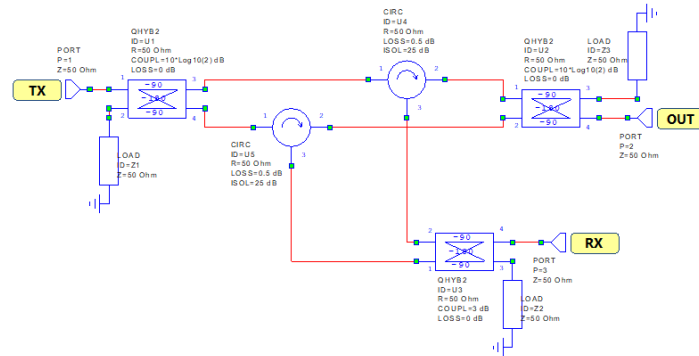 CIRC
ID=U4
R=50 Ohm
LOSS=0.5 dB
ISOL=25 dB
QHYB2
ID=U1
R=50 Ohm
COUPL=10*Log10(2) dB
LOSS=0 dB
QHYB2
ID=U2
R=50 Ohm
COUPL=10*Log10(2) dB
LOSS=0 dB
LOAD
ID=Z3
Z=50 Ohm
PORT
P=1
Z=50 Ohm
TX
1
2
3
4
-90
-180
-90
1
2
3
1
2
3
1
2
3
4
-90
-180
-90
OUT
PORT
P=2
Z=50 Ohm
LOAD
ID=Z1
Z=50 Ohm
CIRC
ID=U5
R=50 Ohm
LOSS=0.5 dB
ISOL=25 dB
2
1
4
3
-90
-180
-90
RX
QHYB2
ID=U3
R=50 Ohm
COUPL=3 dB
LOSS=0 dB
PORT
P=3
Z=50 Ohm
LOAD
ID=Z2
Z=50 Ohm